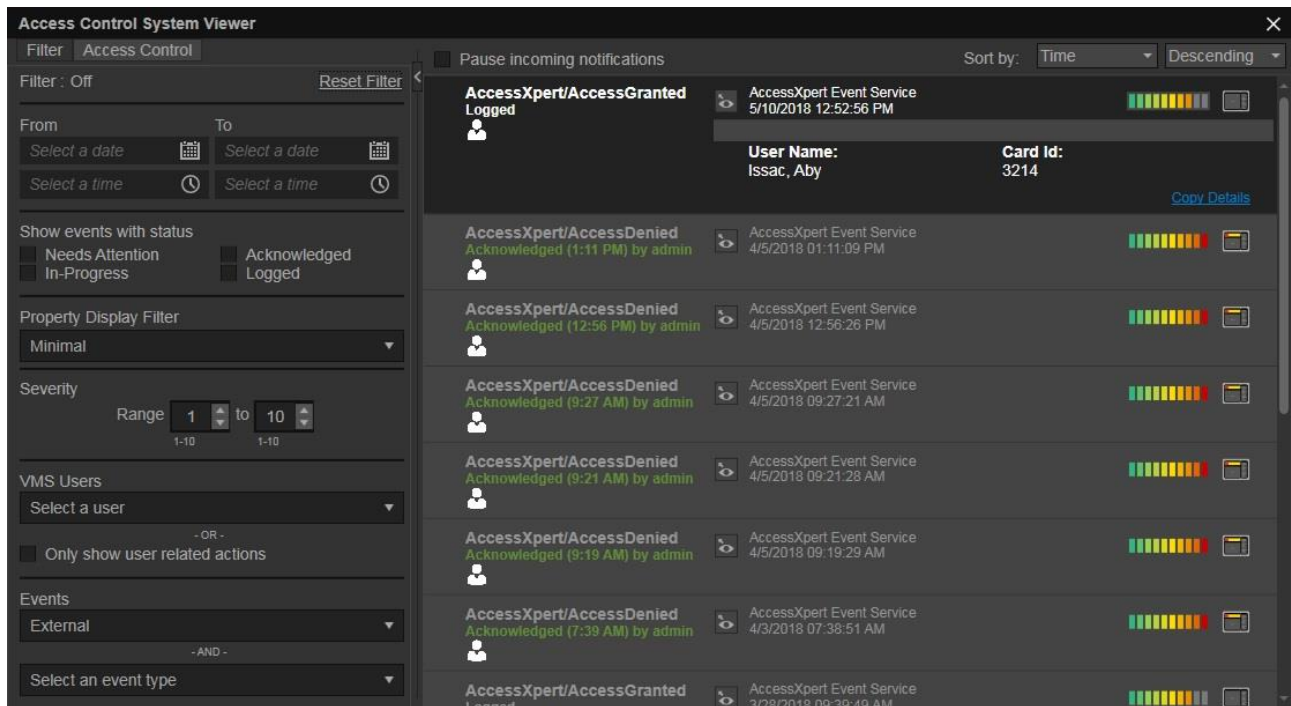 Access Control System Viewer
Filter Access Control
Filter : Off Reset Filter
From To
Select a date Select a date
Select a time Select a time
Show events with status
Needs Attention Acknowledged
In-Progress Logged
Property Display Filter
Minimal
Severity
Range 1 to 10
1-10 1-10
VMS Users
Select a user
- OR -
Only show user related actions
Events
External
- AND -
Select an event type
Pause incoming notifications Sort by: Time Descending
AccessXpert/AccessGranted AccessXpert Event Service
Logged 5/10/2018 12:52:56 PM
User Name: Card Id:
Issac, Aby 3214
Copy Details
AccessXpert/AccessDenied AccessXpert Event Service
Acknowledged (1:11 PM) by admin 4/5/2018 01:11:09 PM
AccessXpert/AccessDenied AccessXpert Event Service
Acknowledged (12:56 PM) by admin 4/5/2018 12:56:26 PM
AccessXpert/AccessDenied AccessXpert Event Service
Acknowledged (9:27 AM) by admin 4/5/2018 09:27:21 AM
AccessXpert/AccessDenied AccessXpert Event Service
Acknowledged (9:21 AM) by admin 4/5/2018 09:21:28 AM
AccessXpert/AccessDenied AccessXpert Event Service
Acknowledged (9:19 AM) by admin 4/5/2018 09:19:29 AM
AccessXpert/AccessDenied AccessXpert Event Service
Acknowledged (7:39 AM) by admin 4/3/2018 07:38:51 AM
AccessXpert/AccessGranted AccessXpert Event Service
Logged 3/28/2018 09:39:49 AM